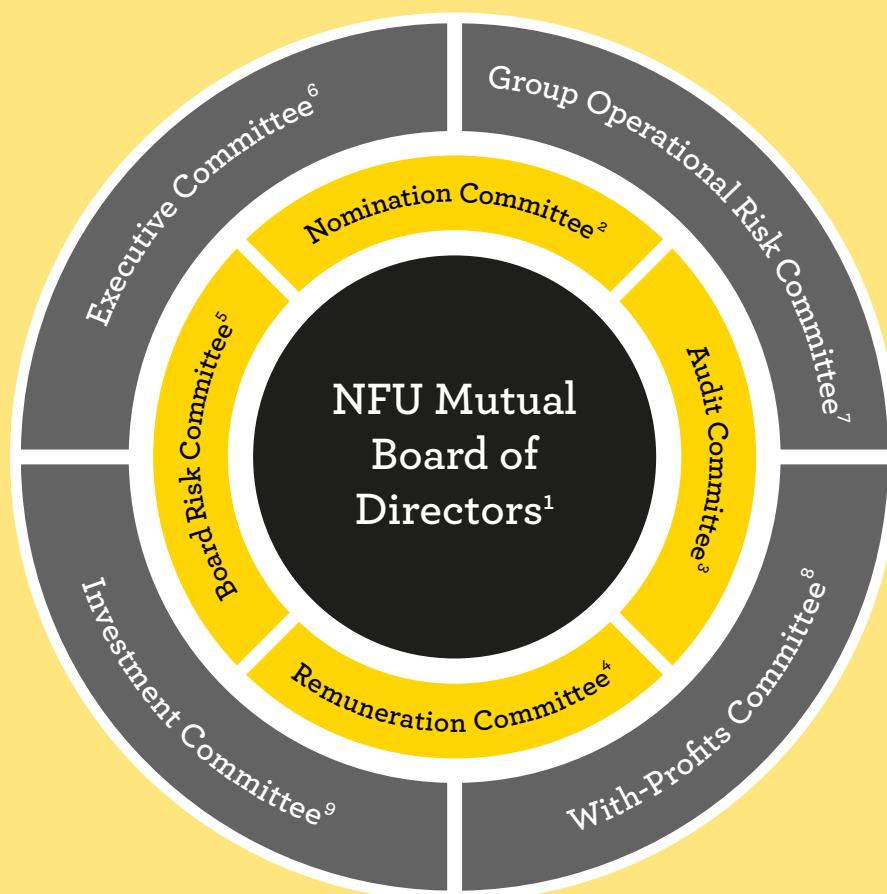 NFU Mutual
Board of
Directors¹
Nomination Committee²
Audit Committee³
Remuneration Committee⁴
Board Risk Committee⁵
Executive Committee⁶
Group Operational Risk Committee⁷
With-Profits Committee⁸
Investment Committee⁹